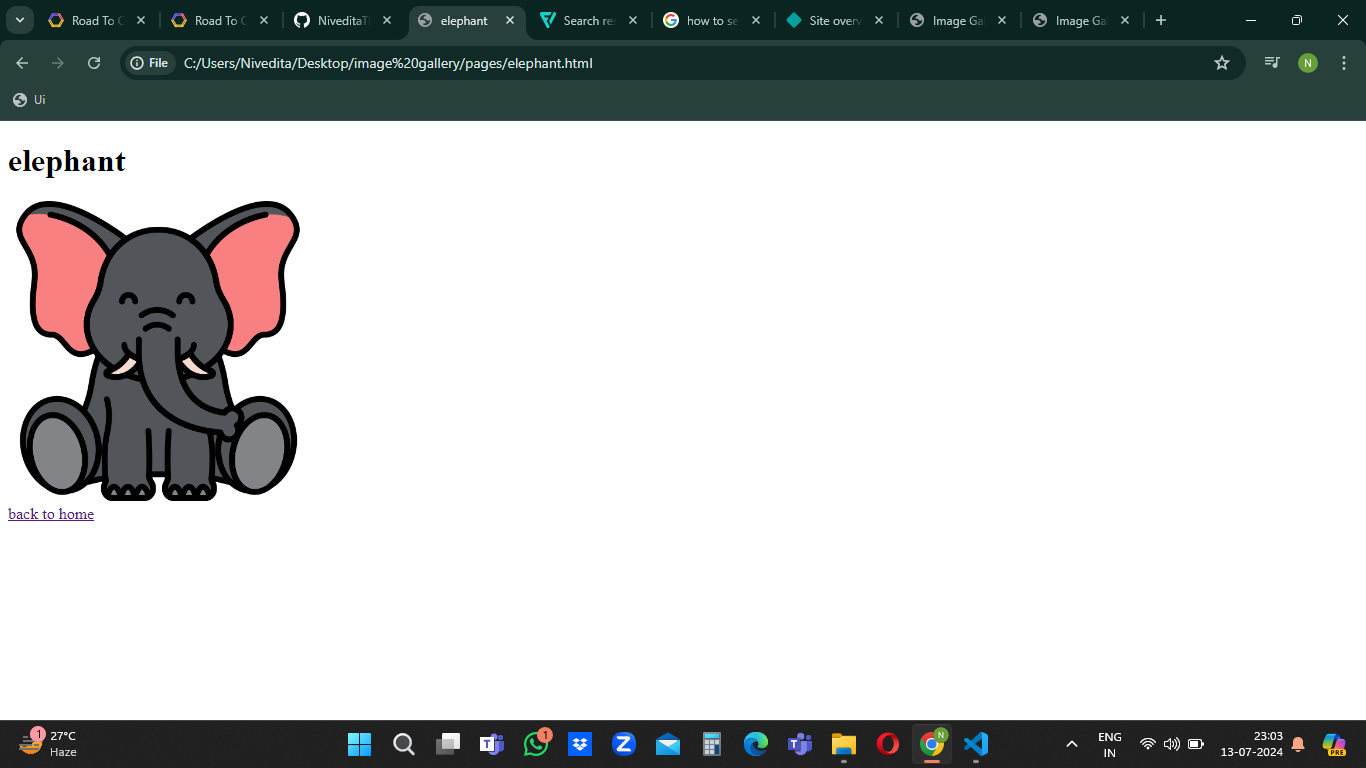 Road To C
Road To C
NiveditaT
elephant
Search re
how to se
Site over
Image Ga
Image Ga
File
C:/Users/Nivedita/Desktop/image%20gallery/pages/elephant.html
N
Ui
elephant
back to home
1
27°C
Haze
1
N
ENG
IN
23:03
13-07-2024
PRE